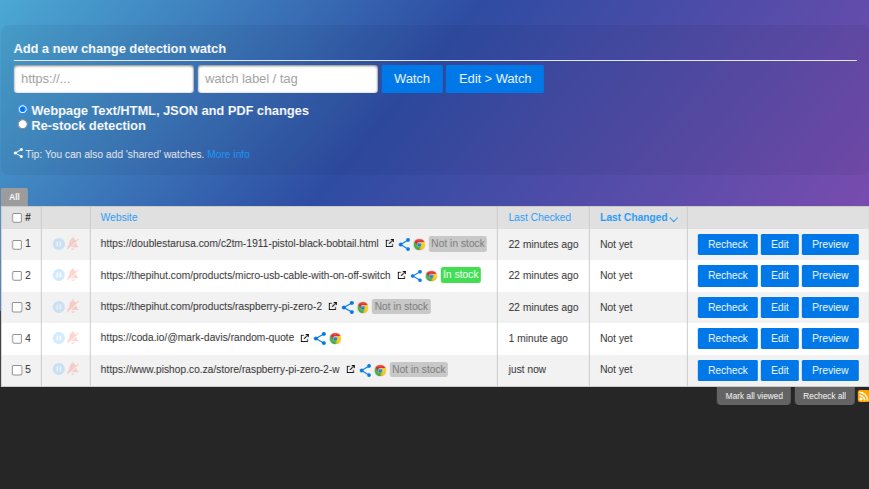 Add a new change detection watch
https://... watch label / tag Watch Edit > Watch
Webpage Text/HTML, JSON and PDF changes
Re-stock detection
Tip: You can also add 'shared' watches. More info
All
# Website Last Checked Last Changed
1 https://doublestarusa.com/c2tm-1911-pistol-black-bobtail.html Not in stock 22 minutes ago Not yet Recheck Edit Preview
2 https://thepihut.com/products/micro-usb-cable-with-on-off-switch In stock 22 minutes ago Not yet Recheck Edit Preview
3 https://thepihut.com/products/raspberry-pi-zero-2 Not in stock 22 minutes ago Not yet Recheck Edit Preview
4 https://coda.io/@mark-davis/random-quote 1 minute ago Not yet Recheck Edit Preview
5 https://www.pishop.co.za/store/raspberry-pi-zero-2-w Not in stock just now Not yet Recheck Edit Preview
Mark all viewed Recheck all